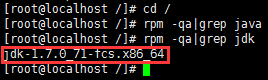 [root@localhost /]# cd /
[root@localhost /]# rpm -qa|grep java
[root@localhost /]# rpm -qa|grep jdk
jdk-1.7.0_71-fcs.x86_64
[root@localhost /]#